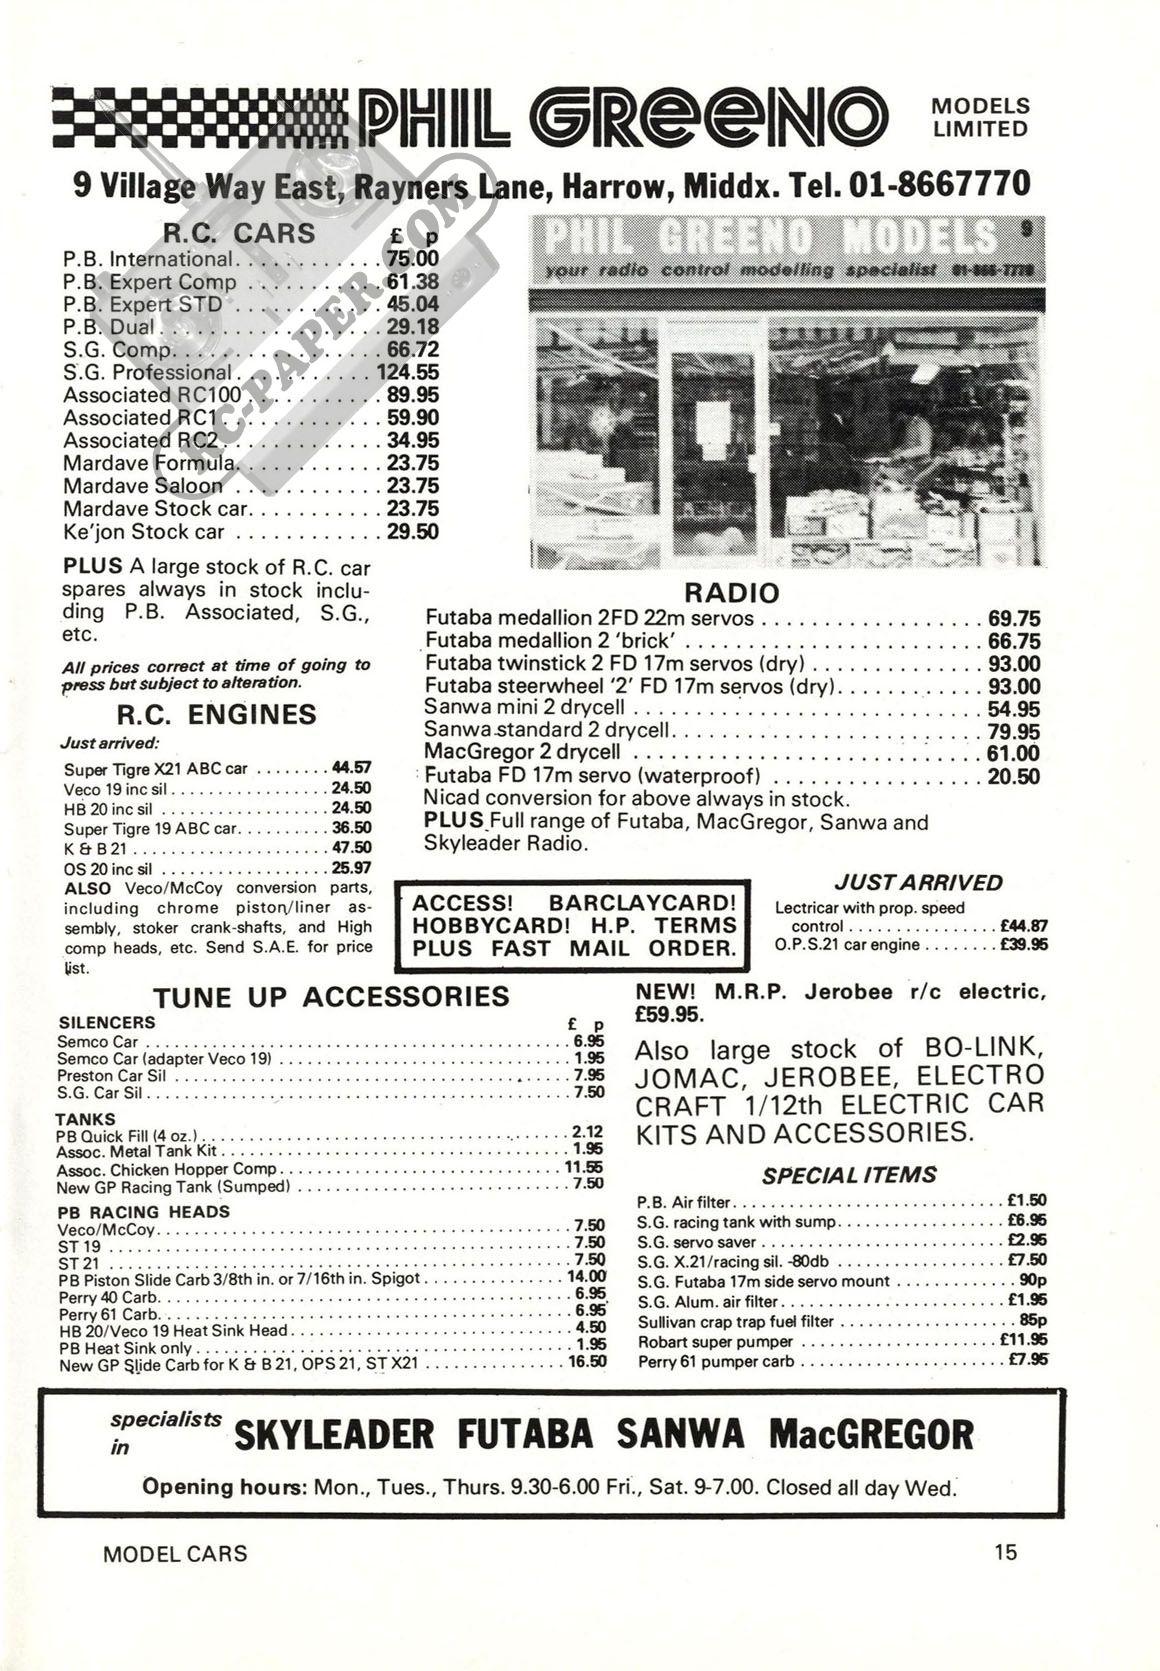 PHIL GREENO
MODELS
LIMITED
9 Village Way East, Rayners Lane, Harrow, Middx. Tel. 01-8667770
R.C. CARS £ p
P.B. International. . . . . . . . . . . . 75.00
P.B. Expert Comp . . . . . . . . . . . 61.38
P.B. Expert STD . . . . . . . . . . . . 45.04
P.B. Dual. . . . . . . . . . . . . . . . . . 29.18
S.G. Comp. . . . . . . . . . . . . . . . . 66.72
S.G. Professional. . . . . . . . . . . . 124.55
Associated RC100 . . . . . . . . . . . 89.95
Associated RC1 . . . . . . . . . . . . . 59.90
Associated RC2. . . . . . . . . . . . . 34.95
Mardave Formula. . . . . . . . . . . . 23.75
Mardave Saloon . . . . . . . . . . . . 23.75
Mardave Stock car. . . . . . . . . . . 23.75
Ke'jon Stock car . . . . . . . . . . . . 29.50
PLUS A large stock of R.C. car
spares always in stock inclu-
ding P.B. Associated, S.G.,
etc.
All prices correct at time of going to
press but subject to alteration.
R.C. ENGINES
Just arrived:
Super Tigre X21 ABC car . . . . . . . . 44.57
Veco 19 inc sil . . . . . . . . . . . . . . . . . 24.50
HB 20 inc sil . . . . . . . . . . . . . . . . . . 24.50
Super Tigre 19 ABC car. . . . . . . . . . 36.50
K & B 21 . . . . . . . . . . . . . . . . . . . . . 47.50
OS 20 inc sil . . . . . . . . . . . . . . . . . . 25.97
ALSO Veco/McCoy conversion parts,
including chrome piston/liner as-
sembly, stoker crank-shafts, and High
comp heads, etc. Send S.A.E. for price
list.
PHIL GREENO MODELS 9
your radio control modelling specialist 01-866-7770
RADIO
Futaba medallion 2FD 22m servos . . . . . . . . . . . . . . . . . . 69.75
Futaba medallion 2 'brick' . . . . . . . . . . . . . . . . . . . . . . . . 66.75
Futaba twinstick 2 FD 17m servos (dry) . . . . . . . . . . . . . 93.00
Futaba steerwheel '2' FD 17m servos (dry). . . . . . . . . . . 93.00
Sanwa mini 2 drycell . . . . . . . . . . . . . . . . . . . . . . . . . . . 54.95
Sanwa standard 2 drycell. . . . . . . . . . . . . . . . . . . . . . . . 79.95
MacGregor 2 drycell . . . . . . . . . . . . . . . . . . . . . . . . . . . 61.00
Futaba FD 17m servo (waterproof) . . . . . . . . . . . . . . . . 20.50
Nicad conversion for above always in stock.
PLUS Full range of Futaba, MacGregor, Sanwa and
Skyleader Radio.
ACCESS! BARCLAYCARD!
HOBBYCARD! H.P. TERMS
PLUS FAST MAIL ORDER.
JUST ARRIVED
Lectricar with prop. speed
control . . . . . . . . . . . . . . . . £44.87
O.P.S.21 car engine . . . . . . . . £39.95
NEW! M.R.P. Jerobee r/c electric,
£59.95.
Also large stock of BO-LINK,
JOMAC, JEROBEE, ELECTRO
CRAFT 1/12th ELECTRIC CAR
KITS AND ACCESSORIES.
TUNE UP ACCESSORIES
SILENCERS £ p
Semco Car . . . . . . . . . . . . . . . . . . . . 6.95
Semco Car (adapter Veco 19) . . . . . . . . . . . . 1.95
Preston Car Sil . . . . . . . . . . . . . . . . . . 7.95
S.G. Car Sil . . . . . . . . . . . . . . . . . . . . 7.50
TANKS
PB Quick Fill (4 oz.) . . . . . . . . . . . . . . . . 2.12
Assoc. Metal Tank Kit . . . . . . . . . . . . . . . . 1.95
Assoc. Chicken Hopper Comp . . . . . . . . . . . . 11.55
New GP Racing Tank (Sumped) . . . . . . . . . . . . 7.50
PB RACING HEADS
Veco/McCoy. . . . . . . . . . . . . . . . . . . . 7.50
ST 19 . . . . . . . . . . . . . . . . . . . . . . 7.50
ST 21 . . . . . . . . . . . . . . . . . . . . . . 7.50
PB Piston Slide Carb 3/8th in. or 7/16th in. Spigot . . . . . . 14.00
Perry 40 Carb. . . . . . . . . . . . . . . . . . . . 6.95
Perry 61 Carb. . . . . . . . . . . . . . . . . . . . 6.95
HB 20/Veco 19 Heat Sink Head . . . . . . . . . . . . 4.50
PB Heat Sink only . . . . . . . . . . . . . . . . . . 1.95
New GP Slide Carb for K & B 21, OPS 21, ST X21 . . . . . . 16.50
SPECIAL ITEMS
P.B. Air filter. . . . . . . . . . . . . . . . . . £1.50
S.G. racing tank with sump. . . . . . . . . . . . £6.95
S.G. servo saver . . . . . . . . . . . . . . . . £2.95
S.G. X.21/racing sil. -80db . . . . . . . . . . . . £7.50
S.G. Futaba 17m side servo mount . . . . . . . . 90p
S.G. Alum. air filter . . . . . . . . . . . . . . . . £1.95
Sullivan crap trap fuel filter . . . . . . . . . . . . 85p
Robart super pumper . . . . . . . . . . . . . . £11.95
Perry 61 pumper carb . . . . . . . . . . . . . . £7.95
specialists
in SKYLEADER FUTABA SANWA MacGREGOR
Opening hours: Mon., Tues., Thurs. 9.30-6.00 Fri., Sat. 9-7.00. Closed all day Wed.
MODEL CARS 15
RC-PAPER.COM